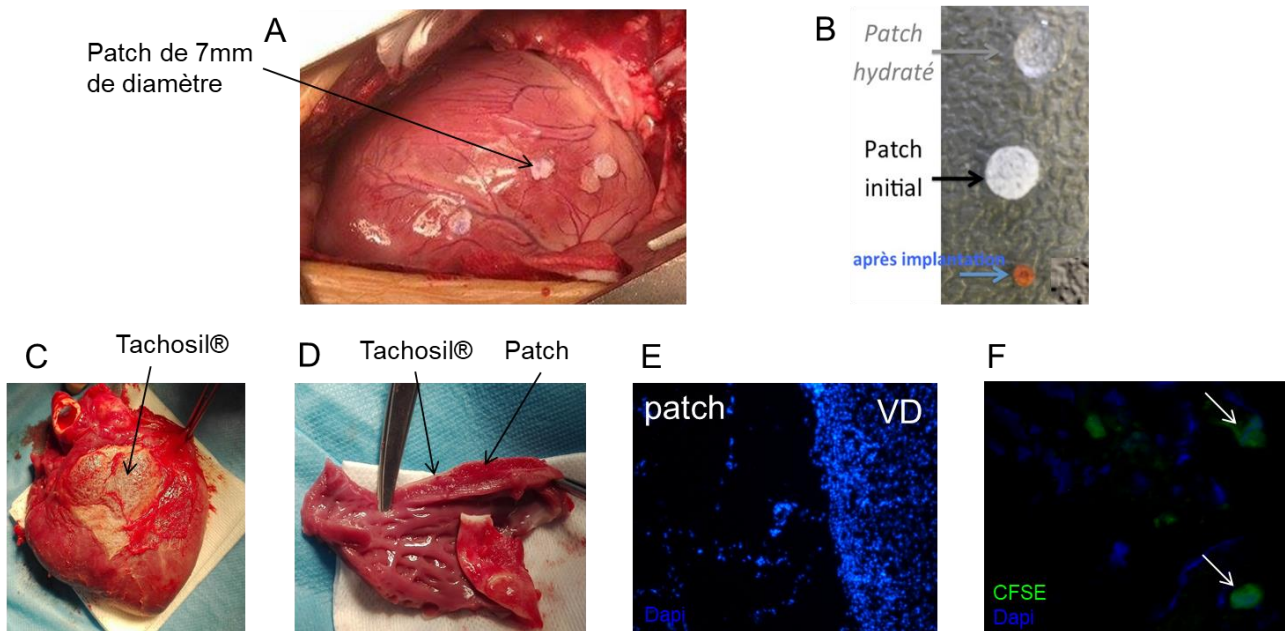 A
Patch de 7mm
de diamètre
B
Patch
hydraté
Patch
initial
après implantation
C
Tachosil®
D
Tachosil®
Patch
E
patch
VD
Dapi
F
CFSE
Dapi